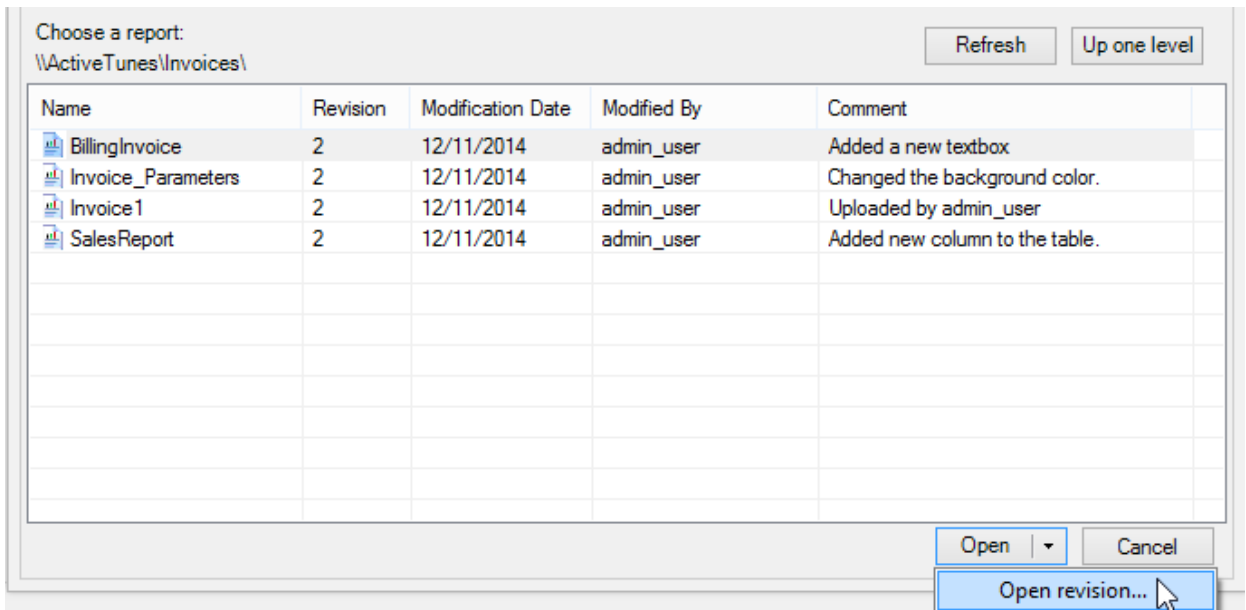 Choose a report:
\\ActiveTunes\Invoices\
Refresh Up one level
Name Revision Modification Date Modified By Comment
BillingInvoice 2 12/11/2014 admin_user Added a new textbox
Invoice_Parameters 2 12/11/2014 admin_user Changed the background color.
Invoice1 2 12/11/2014 admin_user Uploaded by admin_user
SalesReport 2 12/11/2014 admin_user Added new column to the table.
Open Cancel
Open revision...